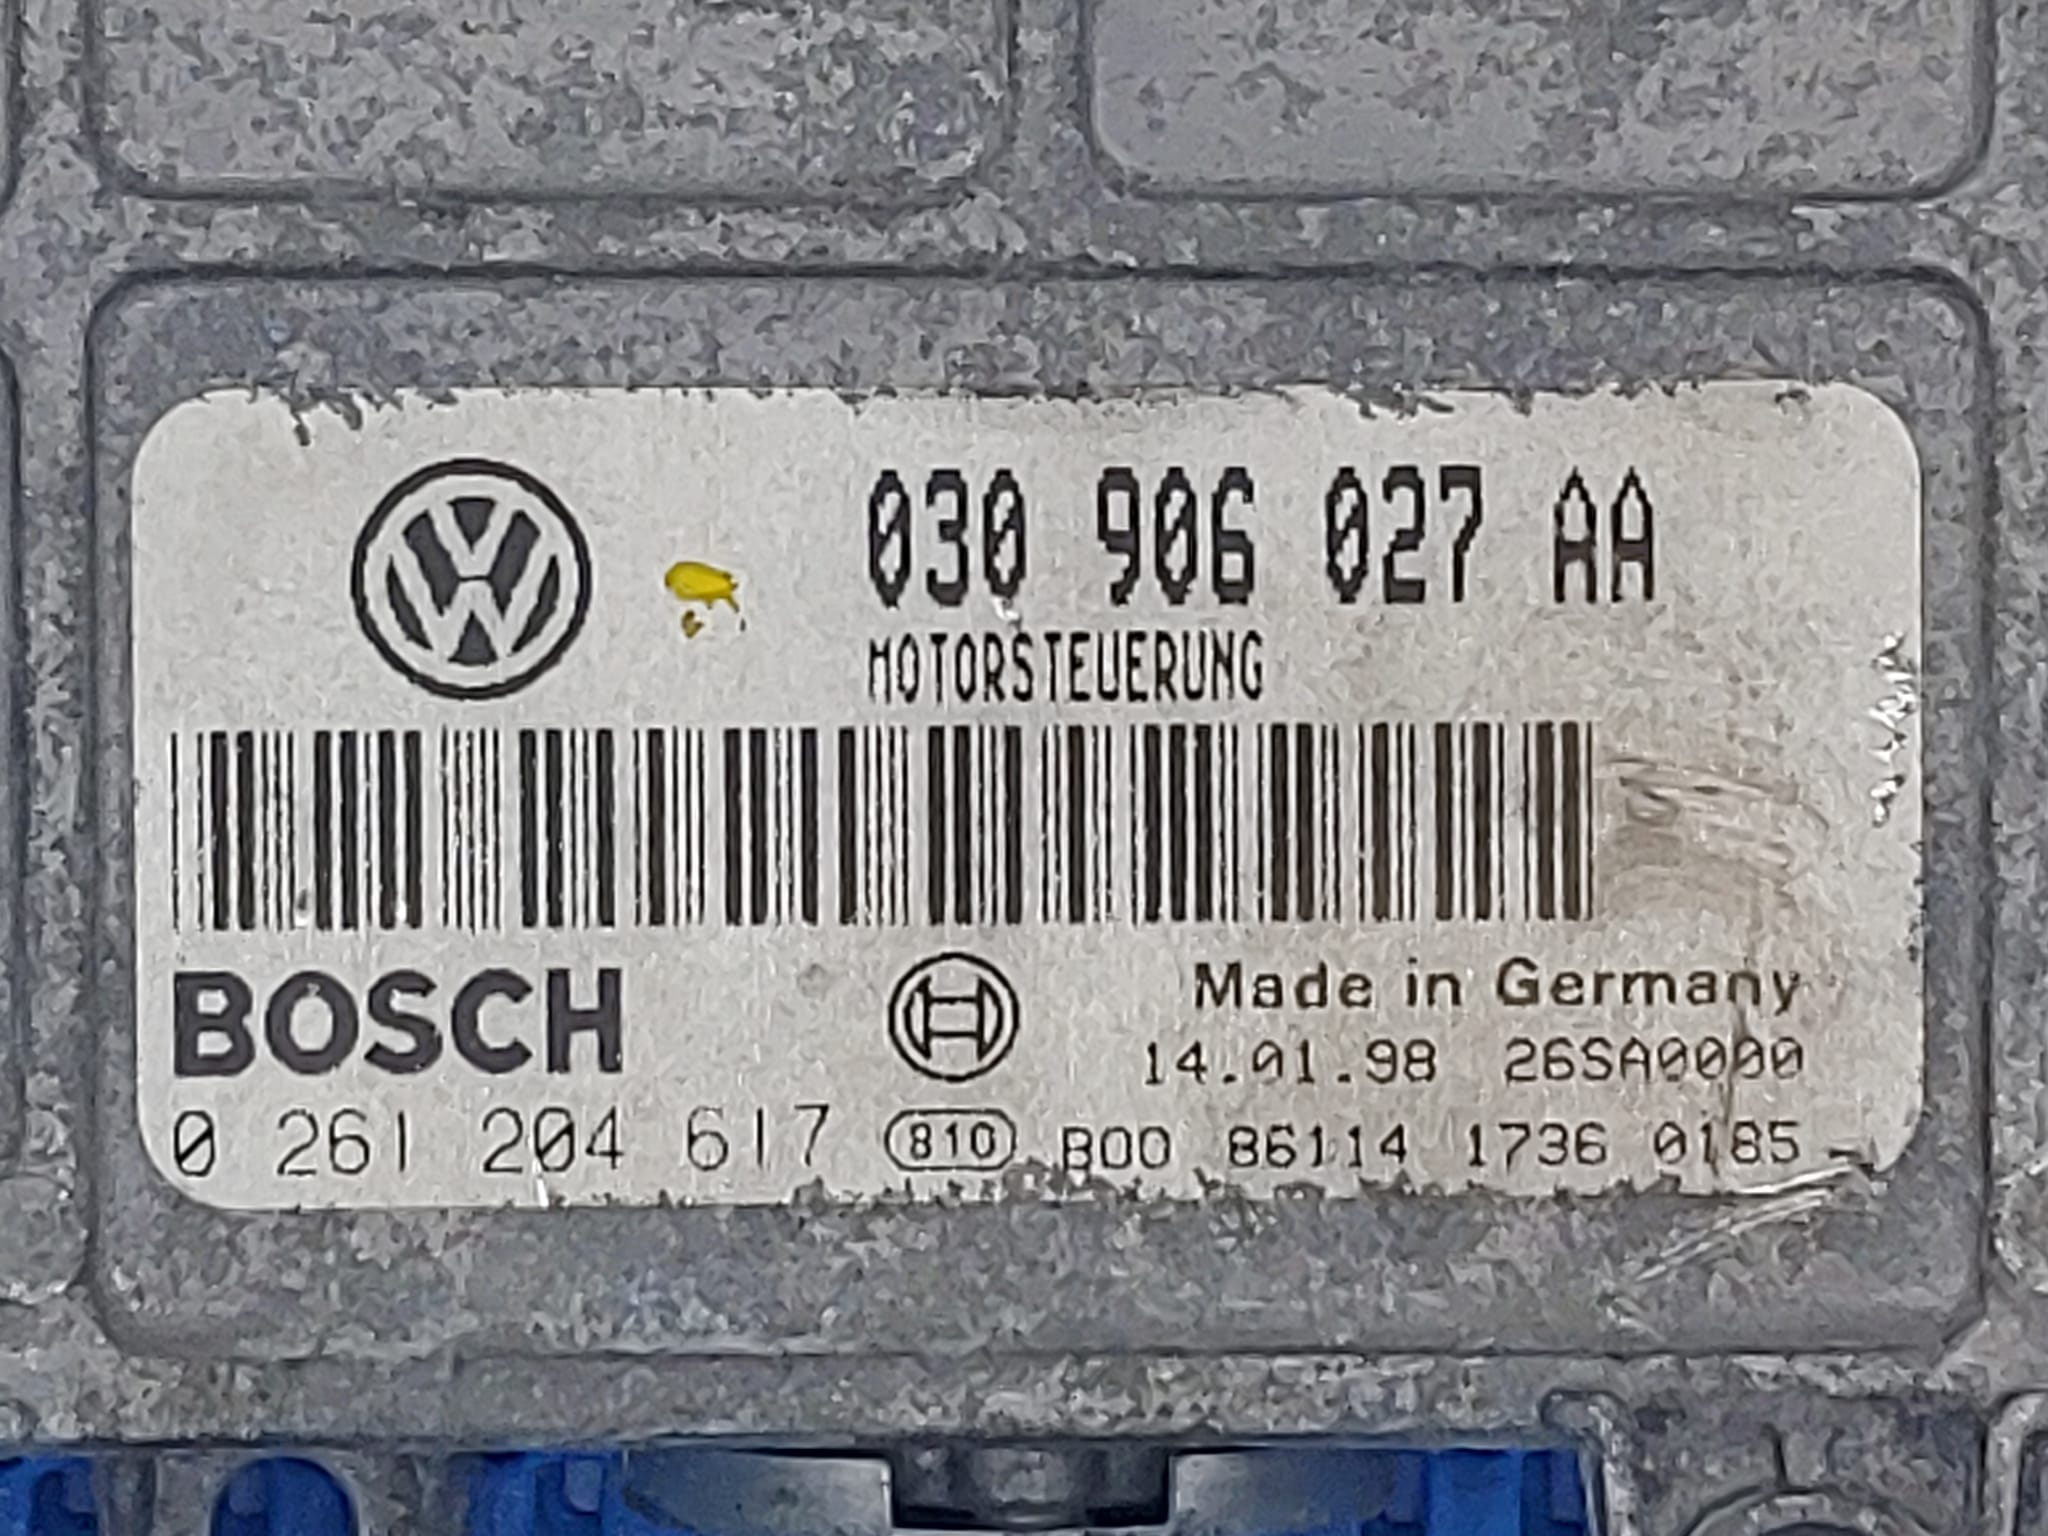 030 906 027 AA
MOTORSTEUERUNG
BOSCH
Made in Germany
14.01.98 26SA0000
0 261 204 617 810 B00 86114 1736 0185